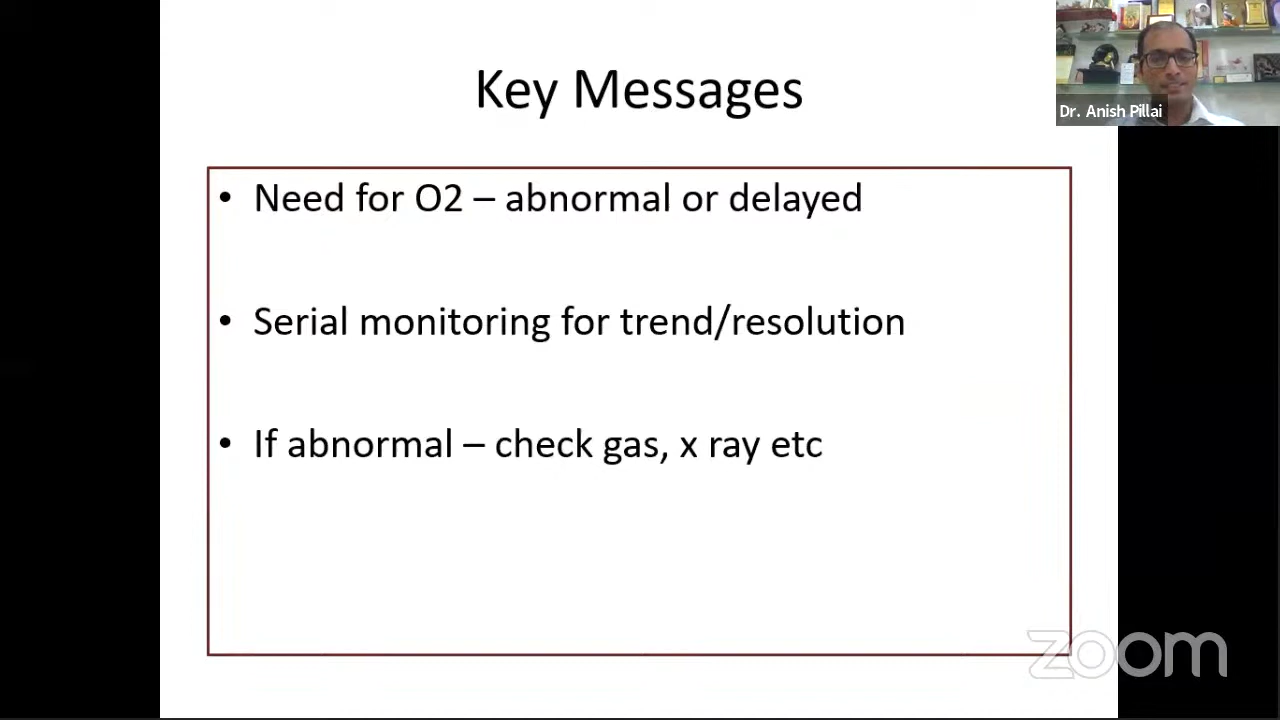 Key Messages
Dr. Anish Pillai
• Need for O2 – abnormal or delayed
• Serial monitoring for trend/resolution
• If abnormal – check gas, x ray etc
zoom